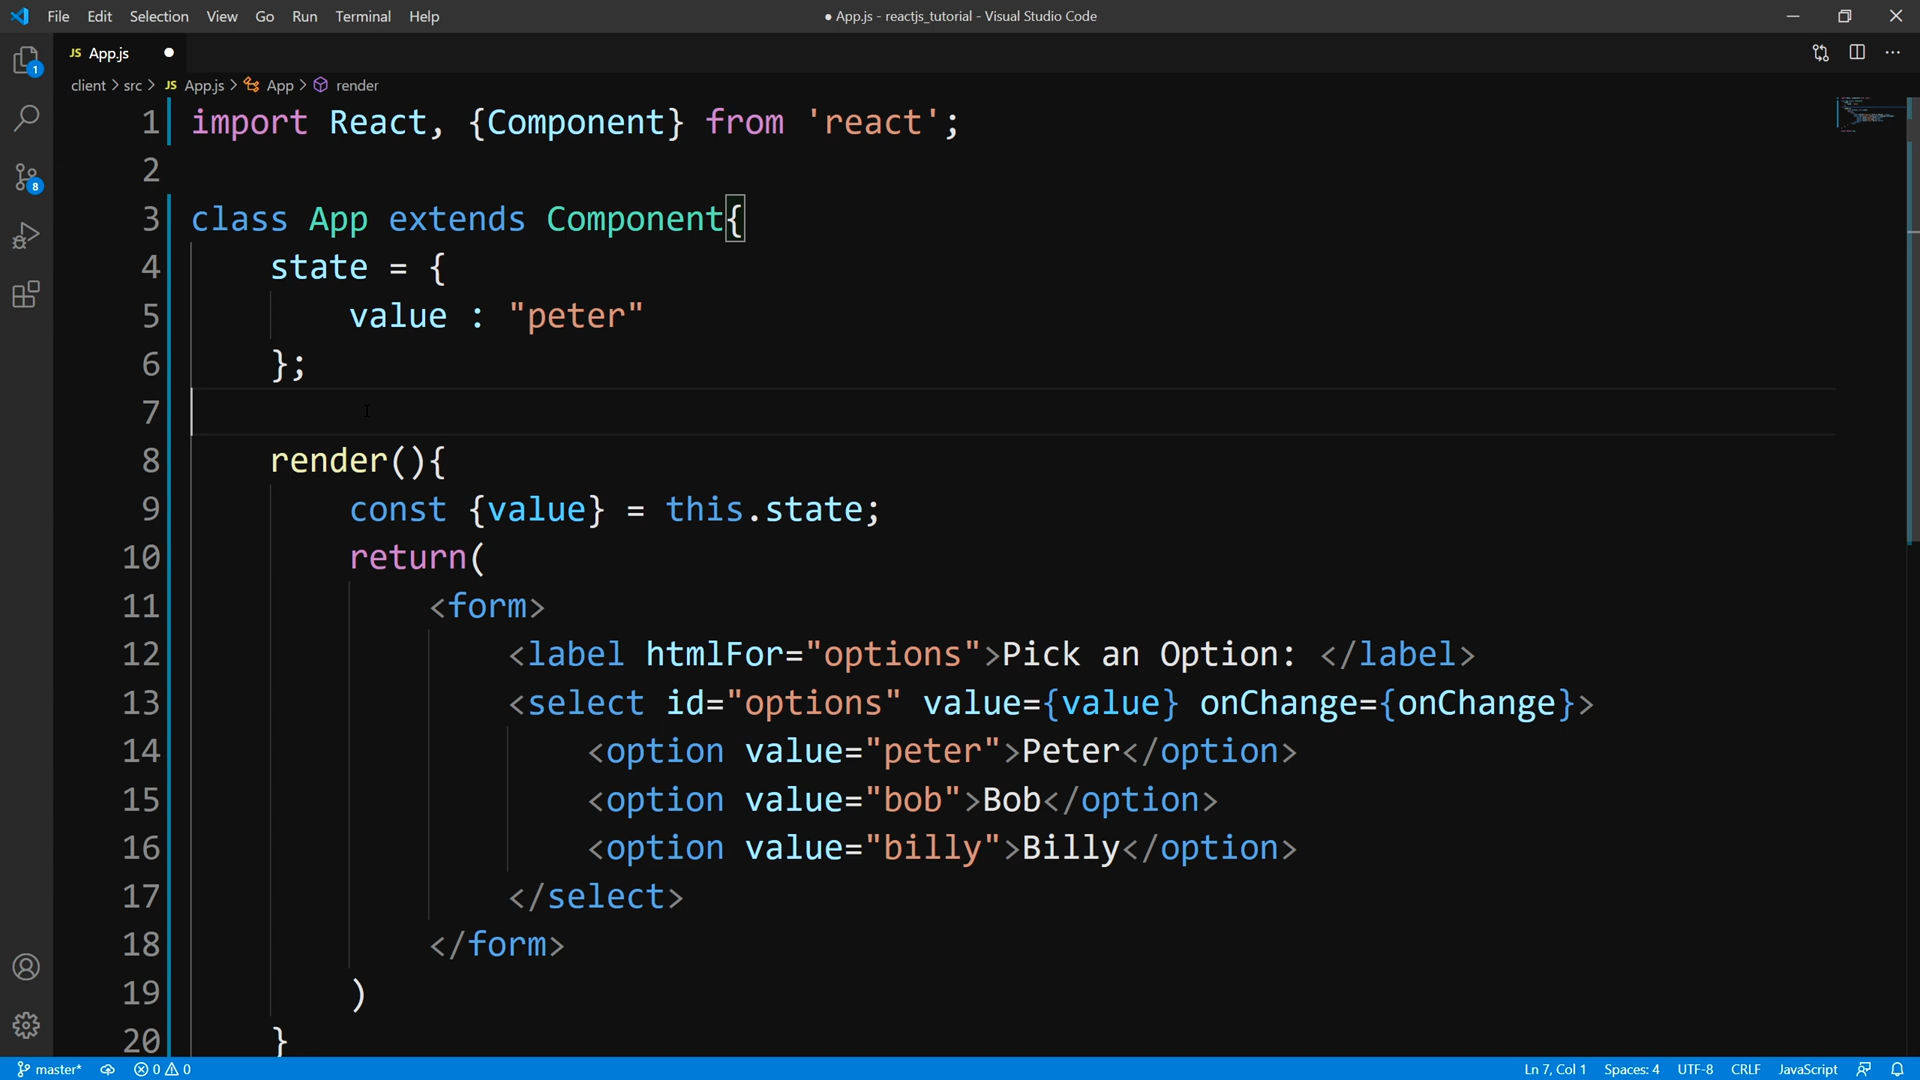 File Edit Selection View Go Run Terminal Help
● App.js - reactjs_tutorial - Visual Studio Code
JS App.js ●
client > src > JS App.js > App > render
1 import React, {Component} from 'react';
2
3 class App extends Component{
4 state = {
5 value : "peter"
6 };
7
8 render(){
9 const {value} = this.state;
10 return(
11 <form>
12 <label htmlFor="options">Pick an Option: </label>
13 <select id="options" value={value} onChange={onChange}>
14 <option value="peter">Peter</option>
15 <option value="bob">Bob</option>
16 <option value="billy">Billy</option>
17 </select>
18 </form>
19 )
20 }
1
8
master* 0 0 Ln 7, Col 1 Spaces: 4 UTF-8 CRLF JavaScript